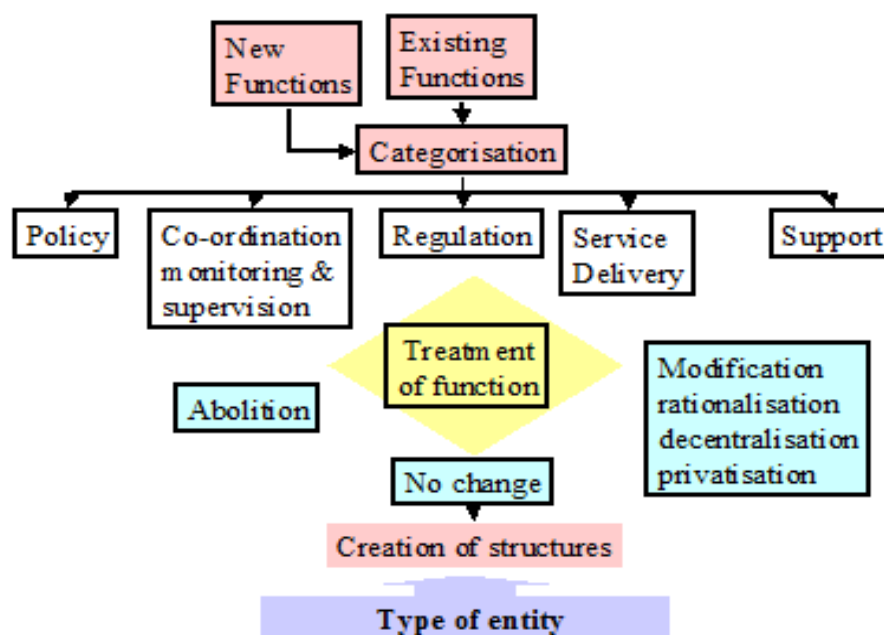 New
Functions
Existing
Functions
Categorisation
Policy
Co-ordination
monitoring &
supervision
Regulation
Service
Delivery
Support
Treatment
of function
Abolition
Modification
rationalisation
decentralisation
privatisation
No change
Creation of structures
Type of entity